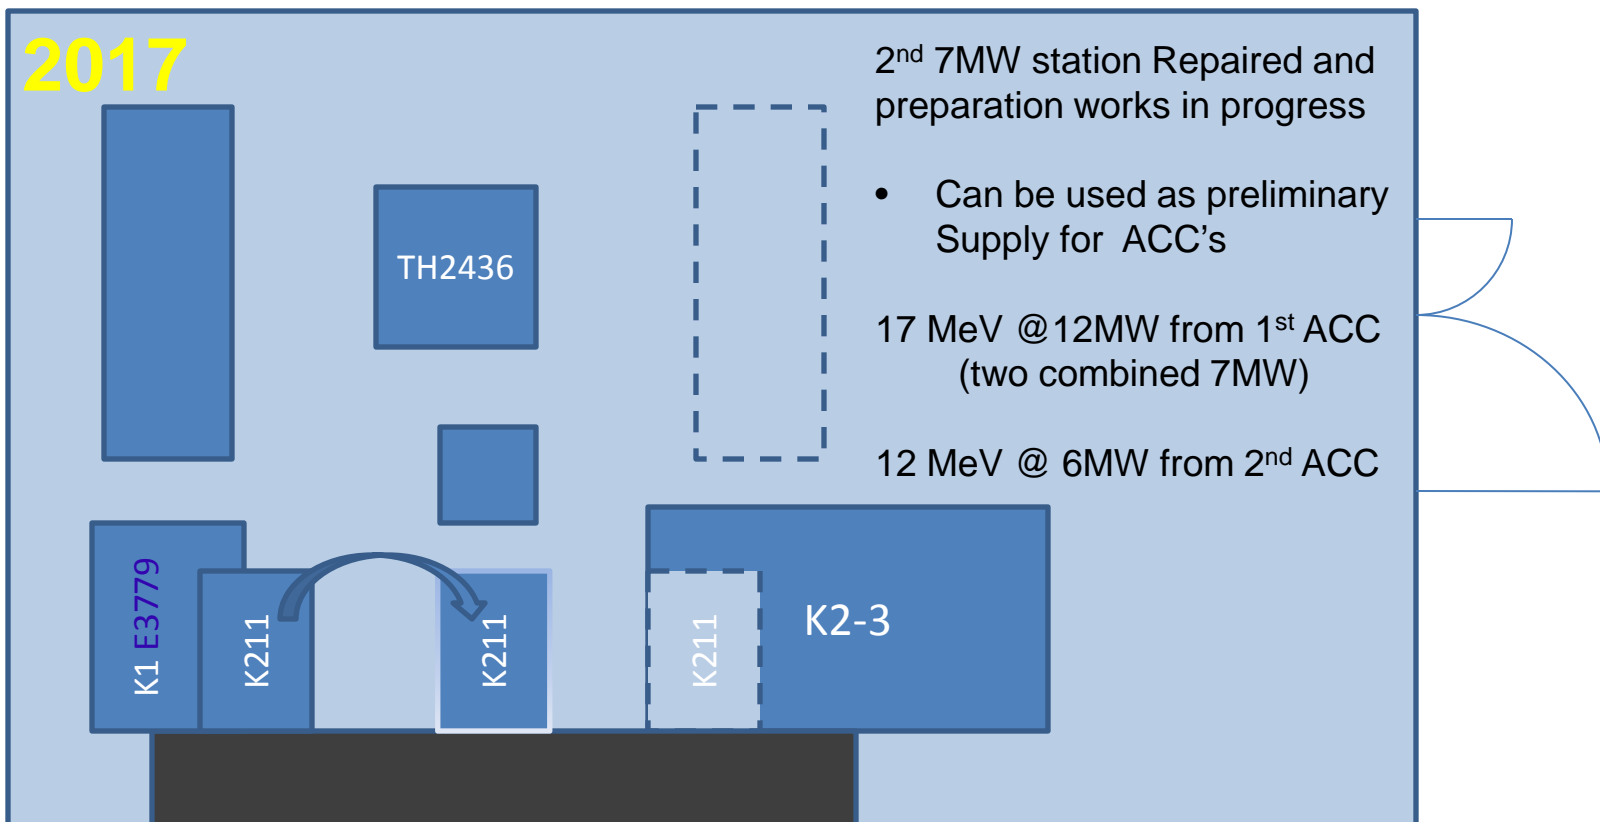 2017
2nd 7MW station Repaired and
preparation works in progress
• Can be used as preliminary
Supply for ACC's
17 MeV @12MW from 1st ACC
(two combined 7MW)
12 MeV @ 6MW from 2nd ACC
TH2436
K1 E3779
K211
K211
K211
K2-3